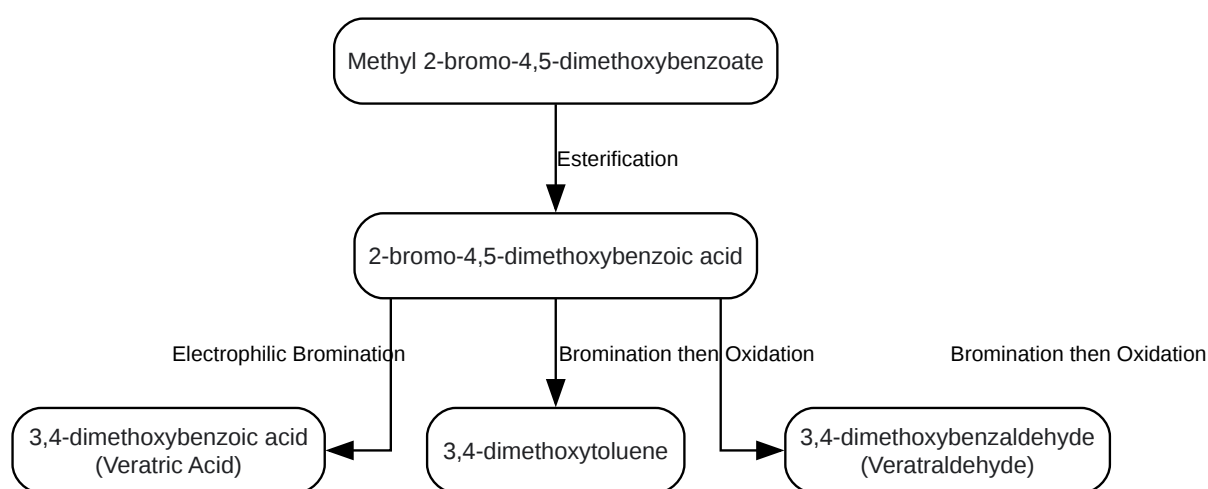 Methyl 2-bromo-4,5-dimethoxybenzoate
Esterification
2-bromo-4,5-dimethoxybenzoic acid
Electrophilic Bromination
Bromination then Oxidation
Bromination then Oxidation
3,4-dimethoxybenzoic acid
(Veratric Acid)
3,4-dimethoxytoluene
3,4-dimethoxybenzaldehyde
(Veratraldehyde)